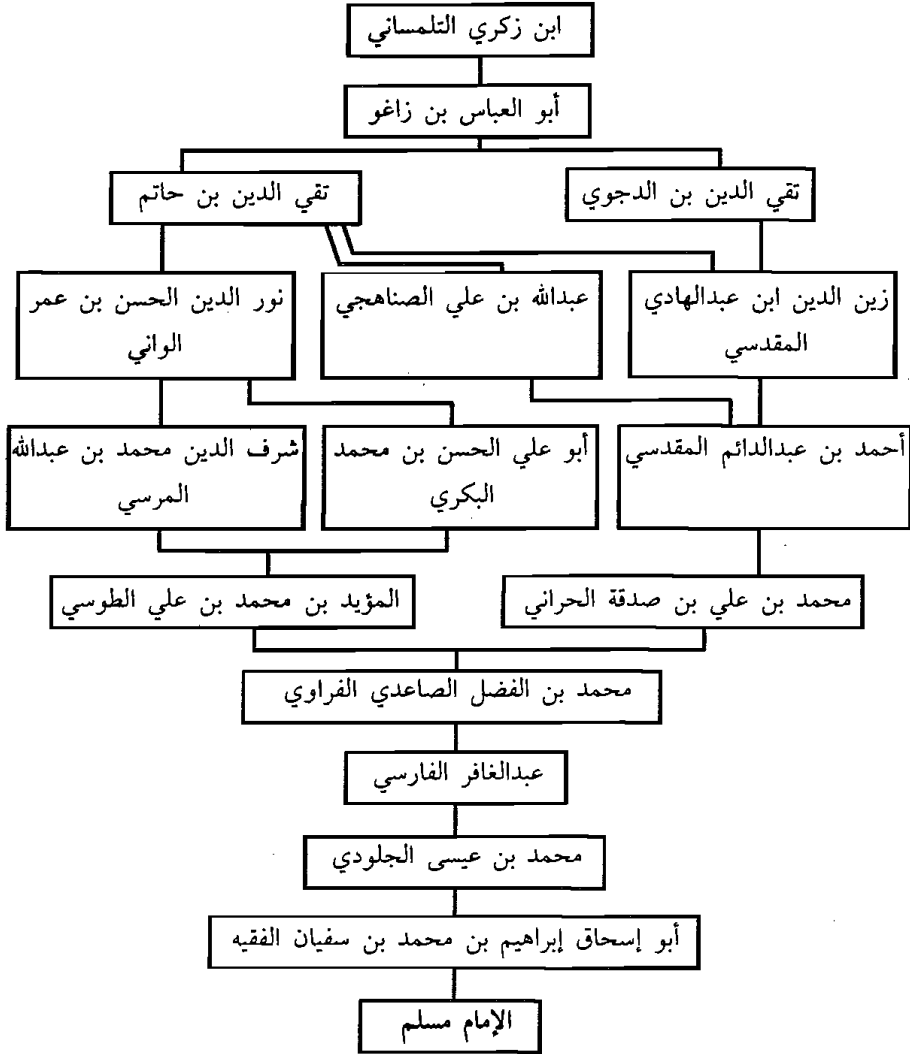 ابن زكري التلمساني
أبو العباس بن زاغو
تقي الدين بن الدجوي
تقي الدين بن حاتم
زين الدين ابن عبدالهادي
المقدسي
عبدالله بن علي الصناهجي
نور الدين الحسن بن عمر
الواني
أحمد بن عبدالدائم المقدسي
أبو علي الحسن بن محمد
البكري
شرف الدين محمد بن عبدالله
المرسي
محمد بن علي بن صدقة الحراني
المؤيد بن محمد بن علي الطوسي
محمد بن الفضل الصاعدي الفراوي
عبدالغافر الفارسي
محمد بن عيسى الجلودي
أبو إسحاق إبراهيم بن محمد بن سفيان الفقيه
الإمام مسلم